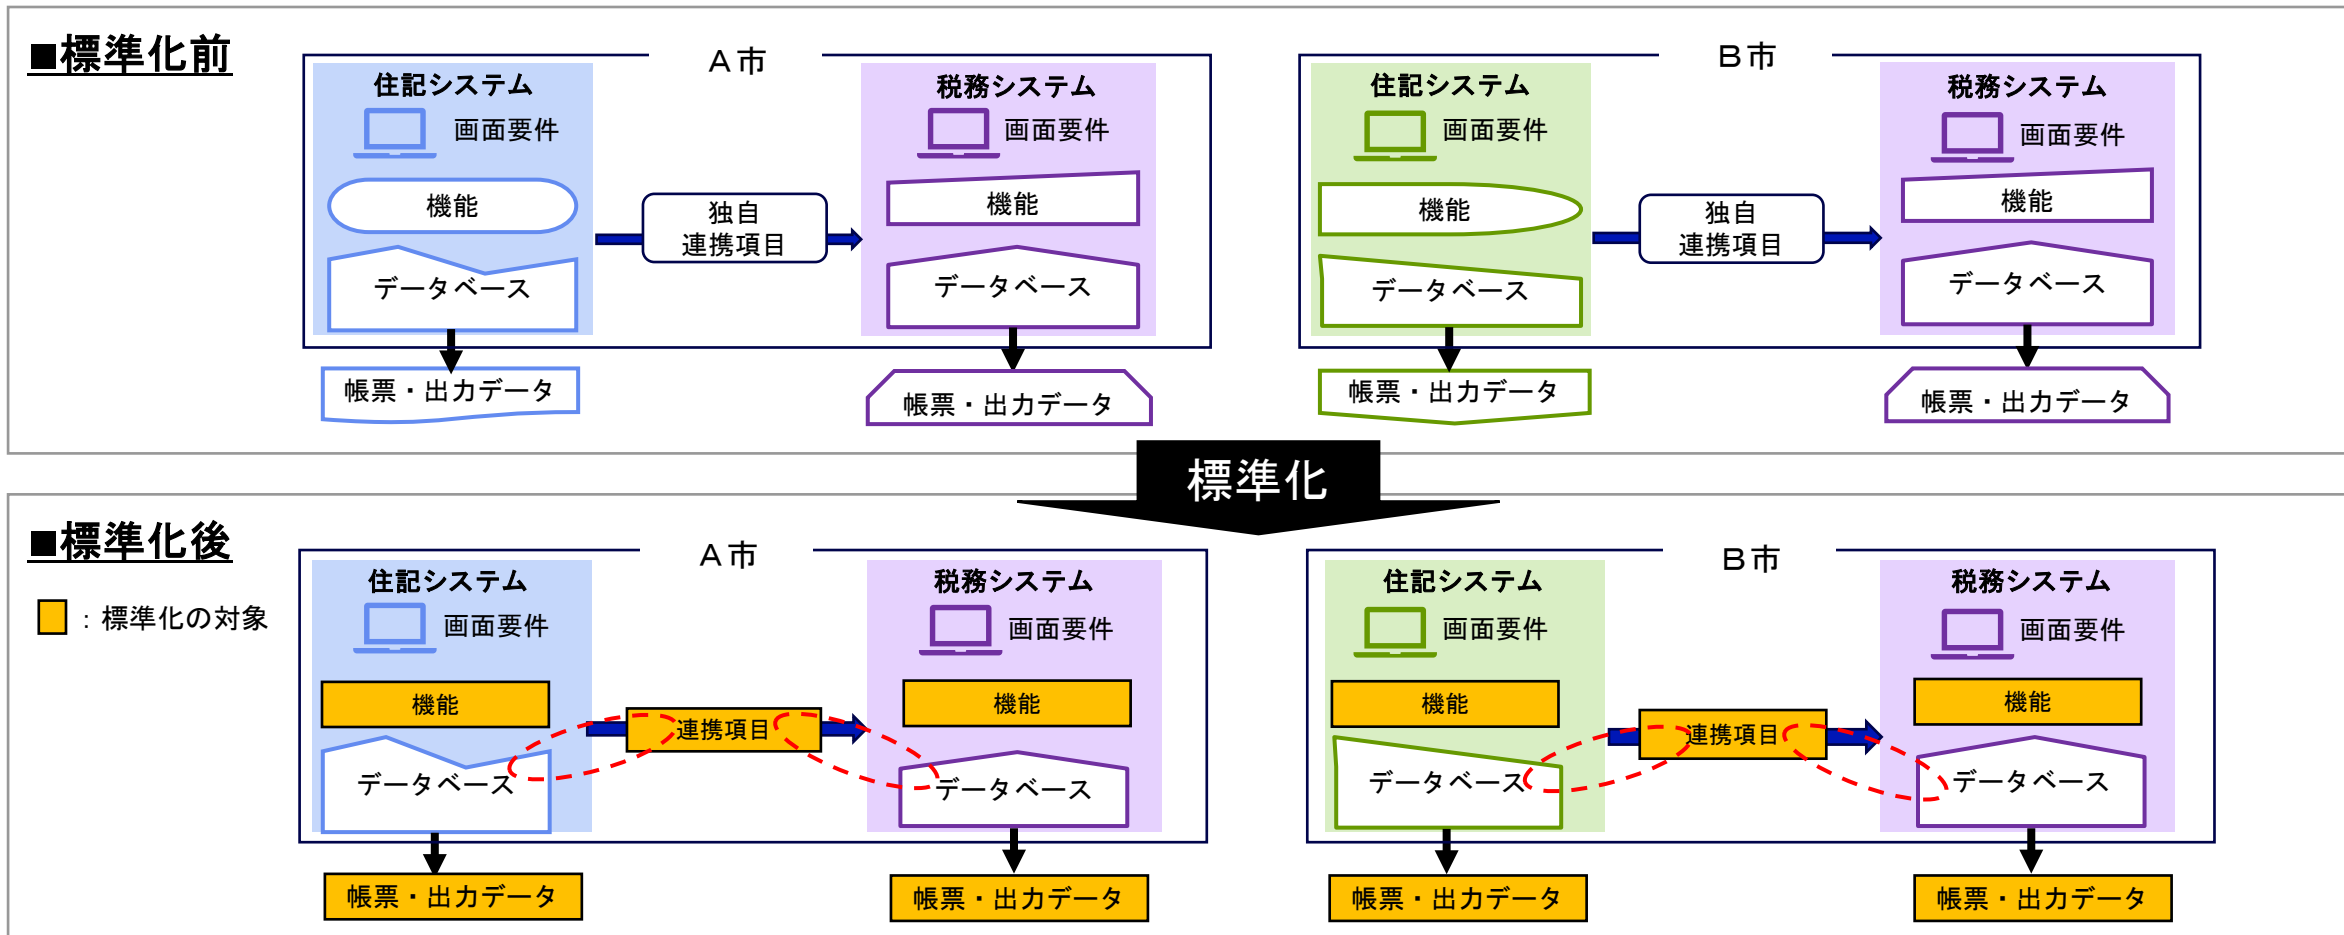 ■標準化前
A市
住記システム
画面要件
機能
データベース
帳票・出力データ
独自
連携項目
税務システム
画面要件
機能
データベース
帳票・出力データ
B市
住記システム
画面要件
機能
データベース
帳票・出力データ
独自
連携項目
税務システム
画面要件
機能
データベース
帳票・出力データ
標準化
■標準化後
：標準化の対象
A市
住記システム
画面要件
機能
データベース
帳票・出力データ
連携項目
税務システム
画面要件
機能
データベース
帳票・出力データ
B市
住記システム
画面要件
機能
データベース
帳票・出力データ
連携項目
税務システム
画面要件
機能
データベース
帳票・出力データ